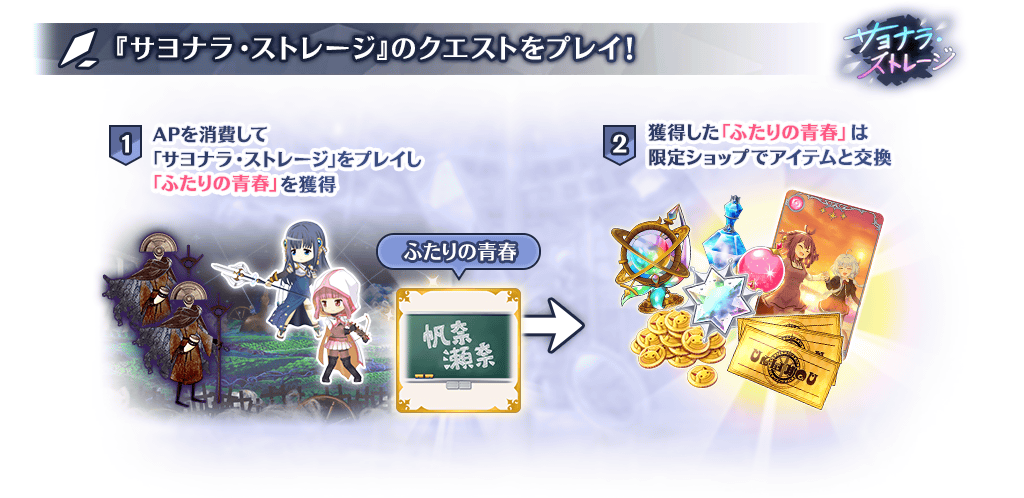 『サヨナラ・ストレージ』のクエストをプレイ!
サヨナラ・
ストレージ
1
APを消費して
「サヨナラ・ストレージ」をプレイし
「ふたりの青春」を獲得
2
獲得した「ふたりの青春」は
限定ショップでアイテムと交換
ふたりの青春
帆奈
瀬奈